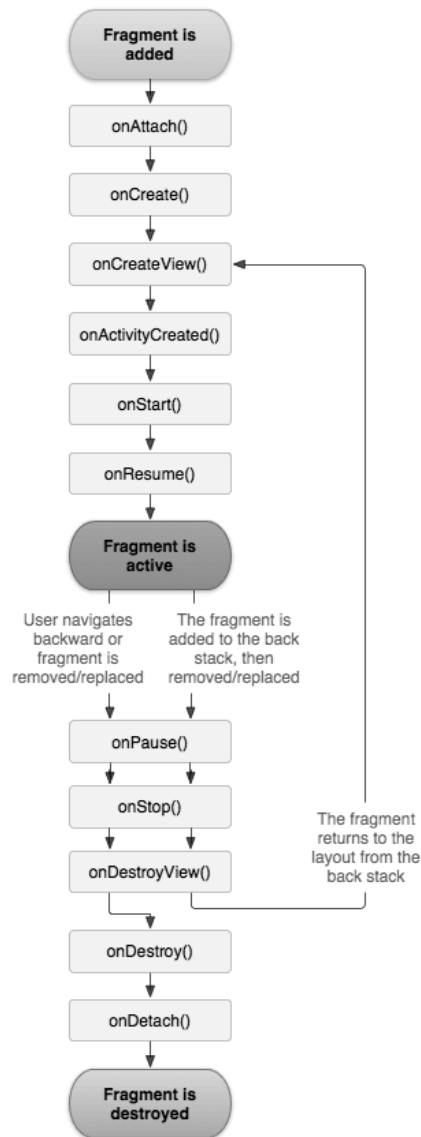 Fragment is
added
onAttach()
onCreate()
onCreateView()
onActivityCreated()
onStart()
onResume()
Fragment is
active
User navigates
backward or
fragment is
removed/replaced
The fragment is
added to the back
stack, then
removed/replaced
onPause()
onStop()
The fragment
returns to the
layout from the
back stack
onDestroyView()
onDestroy()
onDetach()
Fragment is
destroyed